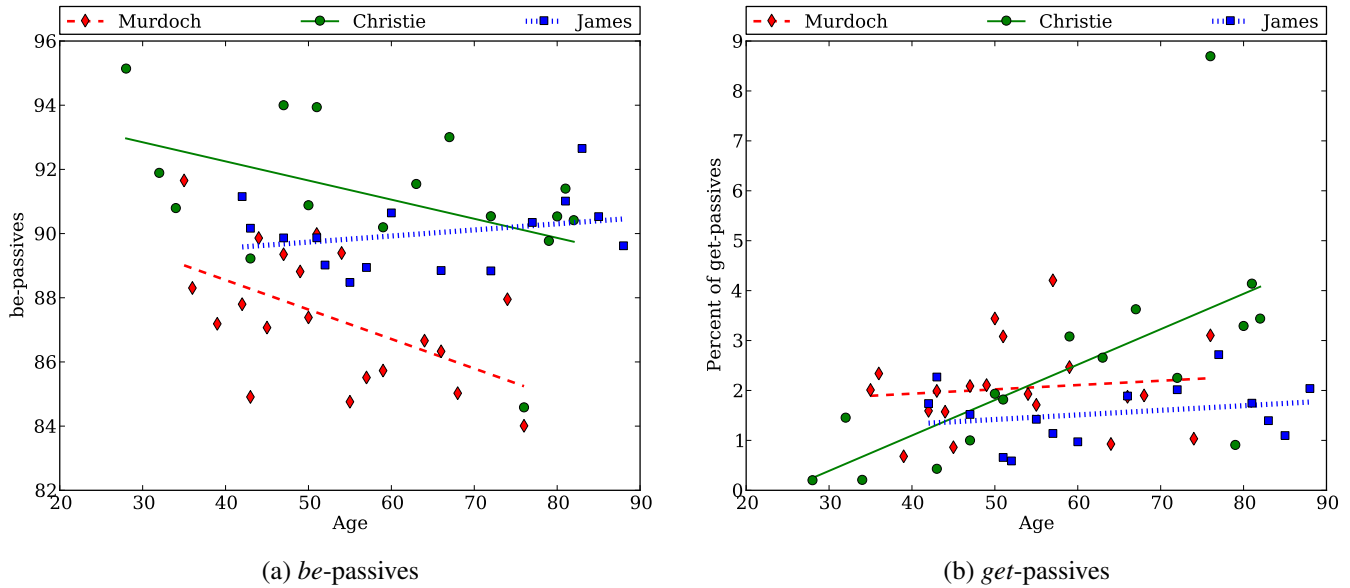 Murdoch Christie James
96
94
92
90
88
86
84
82
be-passives
20 30 40 50 60 70 80 90
Age
(a) be-passives
Murdoch Christie James
9
8
7
6
5
4
3
2
1
0
Percent of get-passives
20 30 40 50 60 70 80 90
Age
(b) get-passives